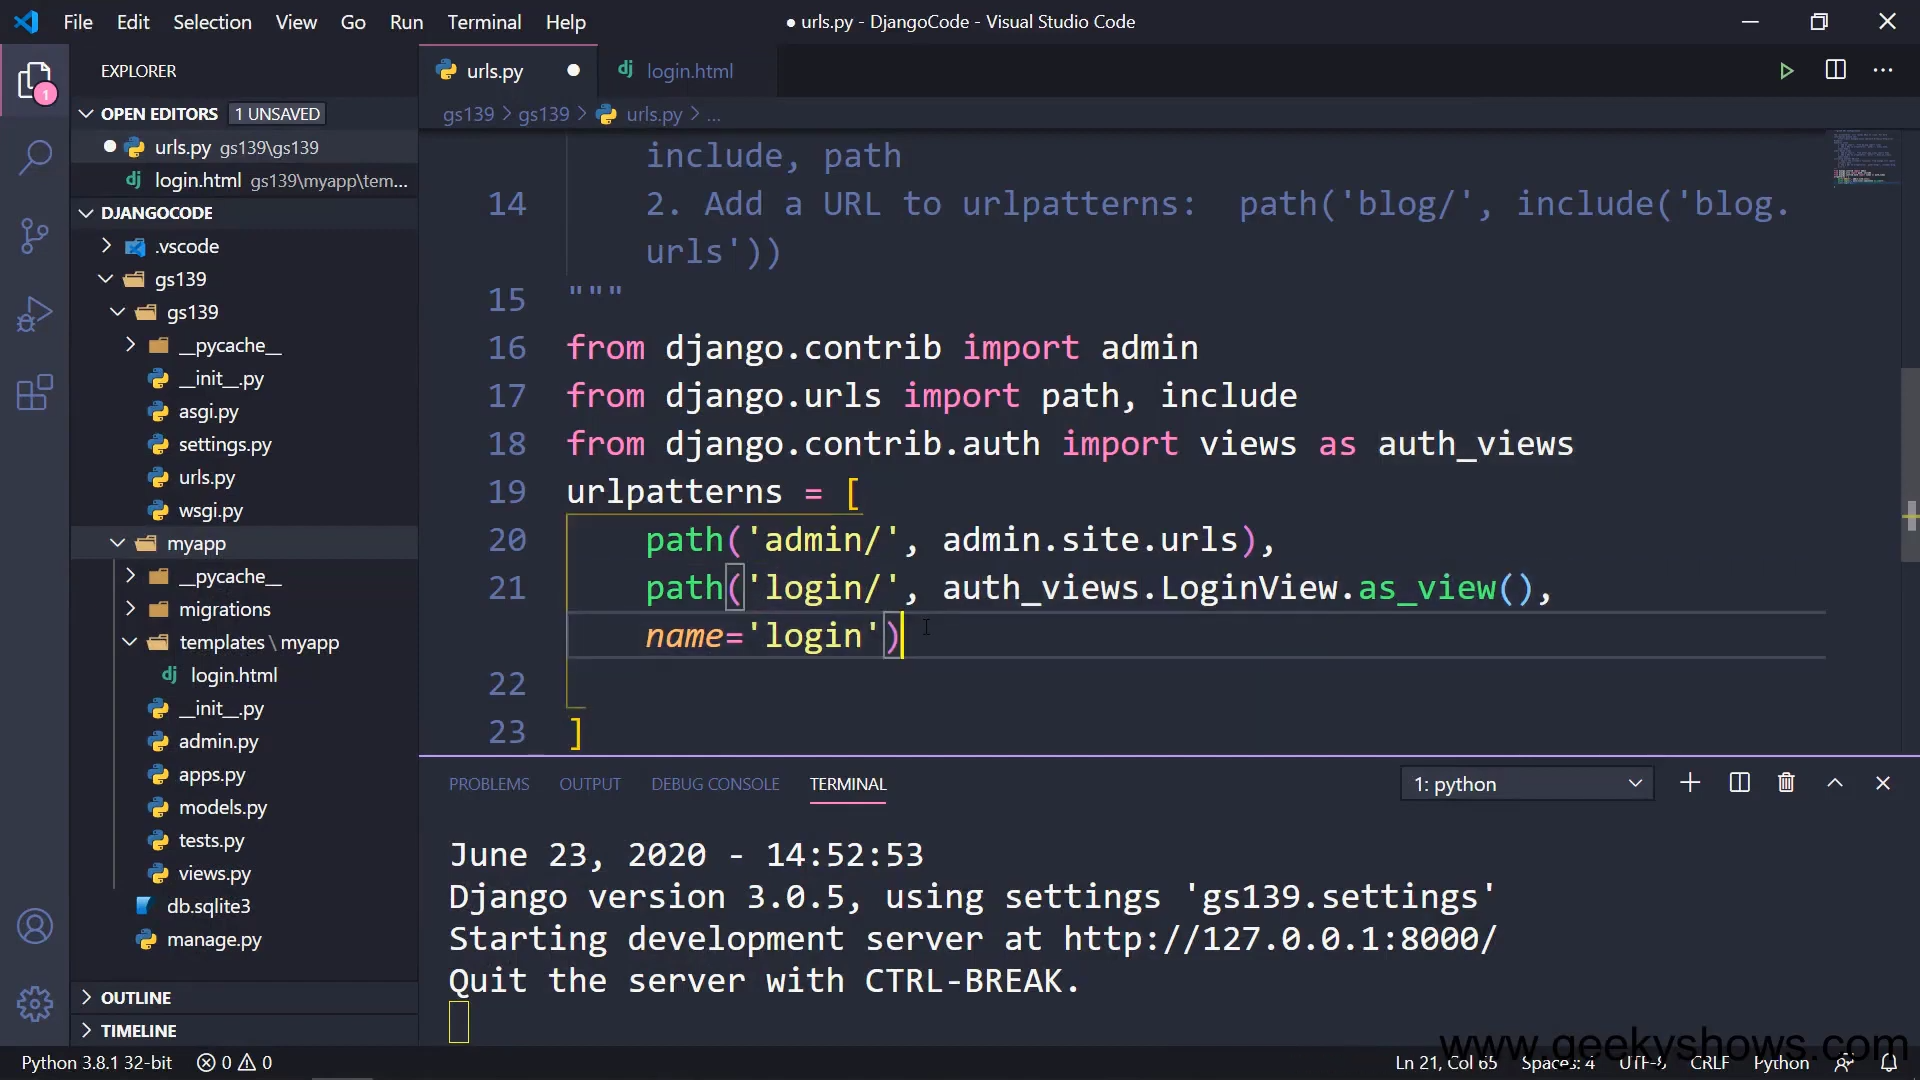 File Edit Selection View Go Run Terminal Help
● urls.py - DjangoCode - Visual Studio Code
EXPLORER
1
OPEN EDITORS 1 UNSAVED
urls.py gs139\gs139
login.html gs139\myapp\tem...
DJANGOCODE
.vscode
gs139
gs139
__pycache__
__init__.py
asgi.py
settings.py
urls.py
wsgi.py
myapp
__pycache__
migrations
templates \ myapp
login.html
__init__.py
admin.py
apps.py
models.py
tests.py
views.py
db.sqlite3
manage.py
OUTLINE
TIMELINE
urls.py
login.html
gs139 > gs139 > urls.py > ...
include, path
14 2. Add a URL to urlpatterns:  path('blog/', include('blog.
urls'))
15 """
16 from django.contrib import admin
17 from django.urls import path, include
18 from django.contrib.auth import views as auth_views
19 urlpatterns = [
20 path('admin/', admin.site.urls),
21 path('login/', auth_views.LoginView.as_view(),
name='login')
22
23 ]
PROBLEMS OUTPUT DEBUG CONSOLE TERMINAL
1: python
June 23, 2020 - 14:52:53
Django version 3.0.5, using settings 'gs139.settings'
Starting development server at http://127.0.0.1:8000/
Quit the server with CTRL-BREAK.
www.geekyshows.com
Python 3.8.1 32-bit 0 0
Ln 21, Col 65 Spaces: 4 UTF-8 CRLF Python